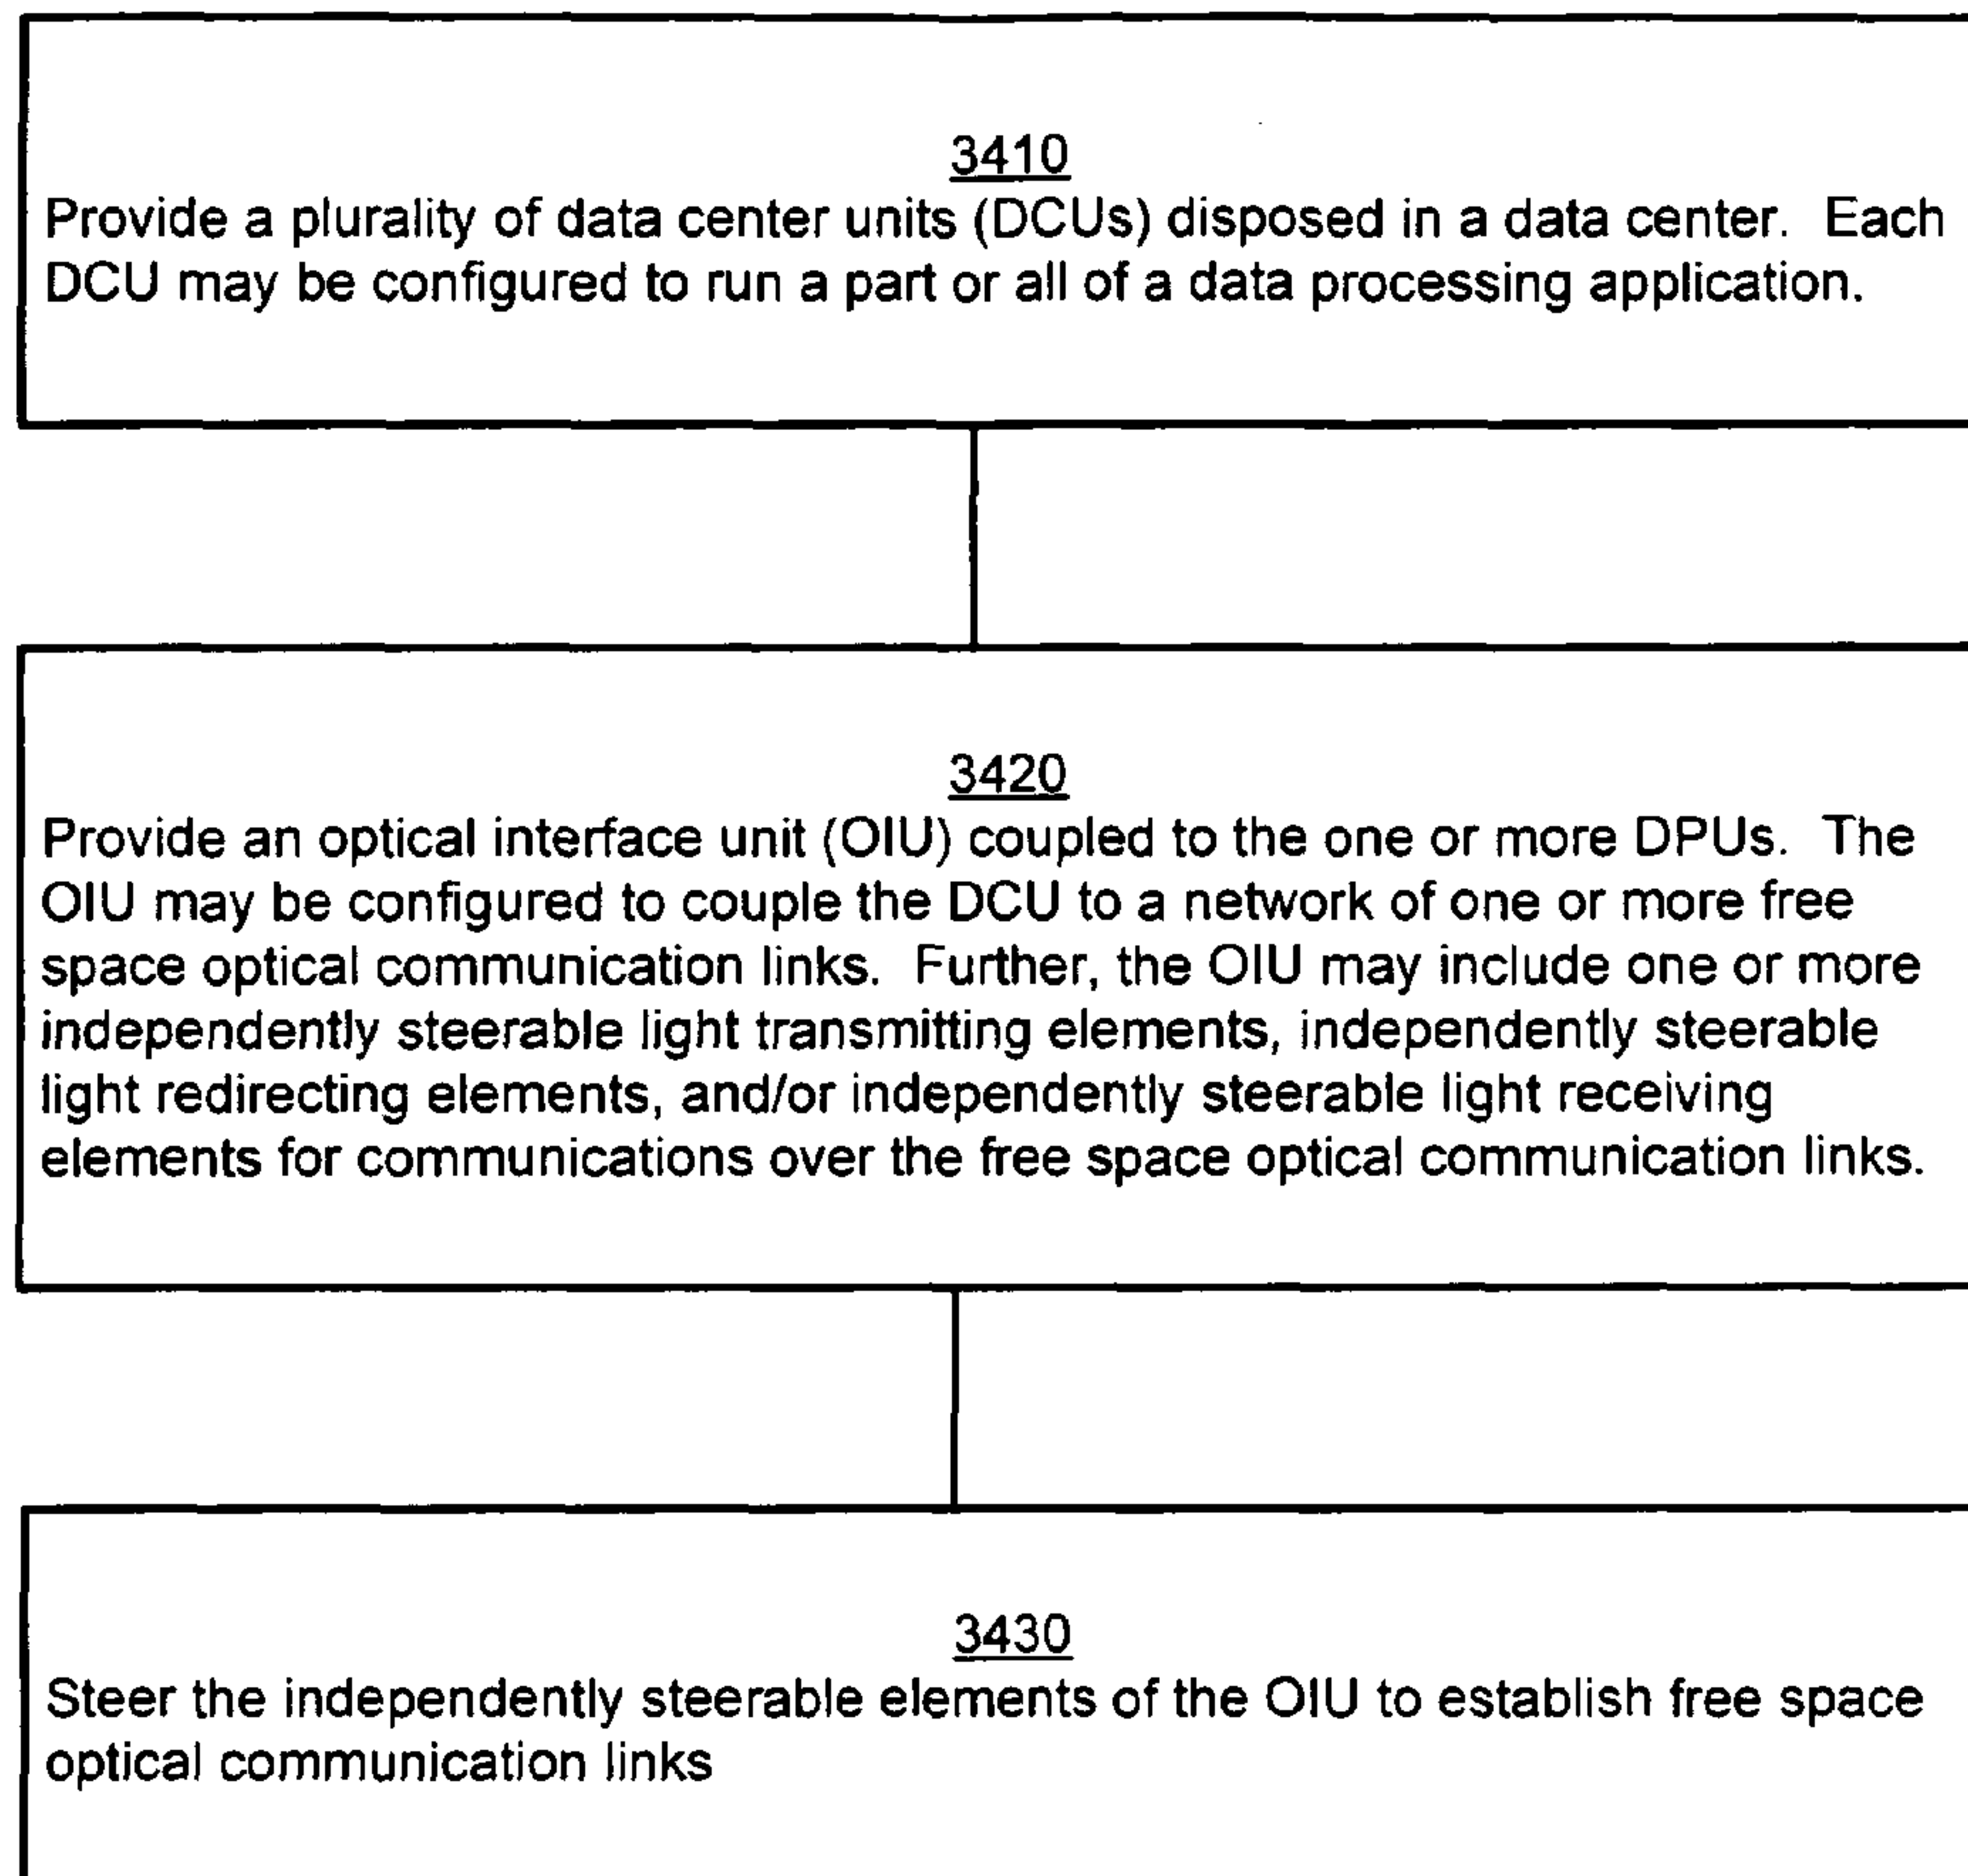 3410
Provide a plurality of data center units (DCUs) disposed in a data center. Each
DCU may be configured to run a part or all of a data processing application.
3420
Provide an optical interface unit (OIU) coupled to the one or more DPUs. The
OIU may be configured to couple the DCU to a network of one or more free
space optical communication links. Further, the OIU may include one or more
independently steerable light transmitting elements, independently steerable
light redirecting elements, and/or independently steerable light receiving
elements for communications over the free space optical communication links.
3430
Steer the independently steerable elements of the OIU to establish free space
optical communication links